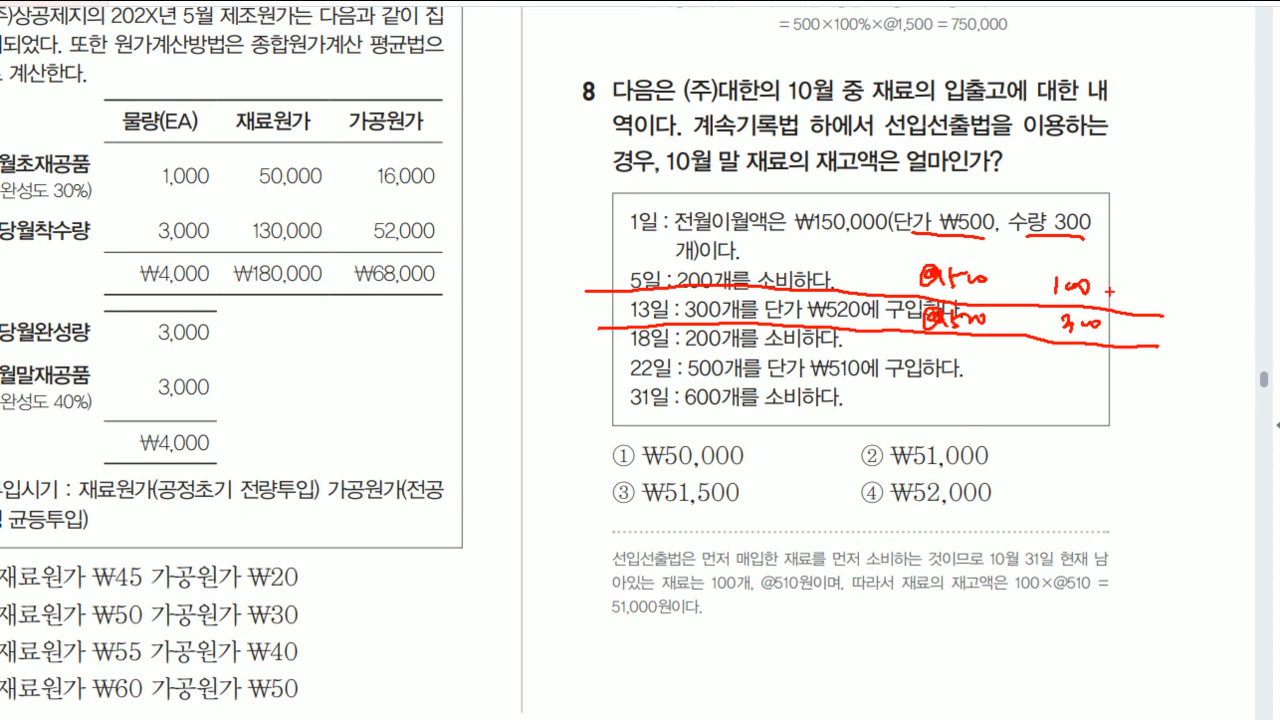 주)상공제지의 202X년 5월 제조원가는 다음과 같이 집
되었다. 또한 원가계산방법은 종합원가계산 평균법으
계산한다.
물량(EA) 재료원가 가공원가
월초재공품 1,000 50,000 16,000
완성도 30%)
당월착수량 3,000 130,000 52,000
₩4,000 ₩180,000 ₩68,000
당월완성량 3,000
월말재공품 3,000
완성도 40%)
₩4,000
투입시기 : 재료원가(공정초기 전량투입) 가공원가(전공
균등투입)
재료원가 ₩45 가공원가 ₩20
재료원가 ₩50 가공원가 ₩30
재료원가 ₩55 가공원가 ₩40
재료원가 ₩60 가공원가 ₩50
= 500×100%×@1,500 = 750,000
8 다음은 (주)대한의 10월 중 재료의 입출고에 대한 내
역이다. 계속기록법 하에서 선입선출법을 이용하는
경우, 10월 말 재료의 재고액은 얼마인가?
1일 : 전월이월액은 ₩150,000(단가 ₩500, 수량 300
개)이다.
5일 : 200개를 소비하다. @500 100
13일 : 300개를 단가 ₩520에 구입하다. @520 300
18일 : 200개를 소비하다.
22일 : 500개를 단가 ₩510에 구입하다.
31일 : 600개를 소비하다.
① ₩50,000 ② ₩51,000
③ ₩51,500 ④ ₩52,000
선입선출법은 먼저 매입한 재료를 먼저 소비하는 것이므로 10월 31일 현재 남
아있는 재료는 100개, @510원이며, 따라서 재료의 재고액은 100×@510 =
51,000원이다.